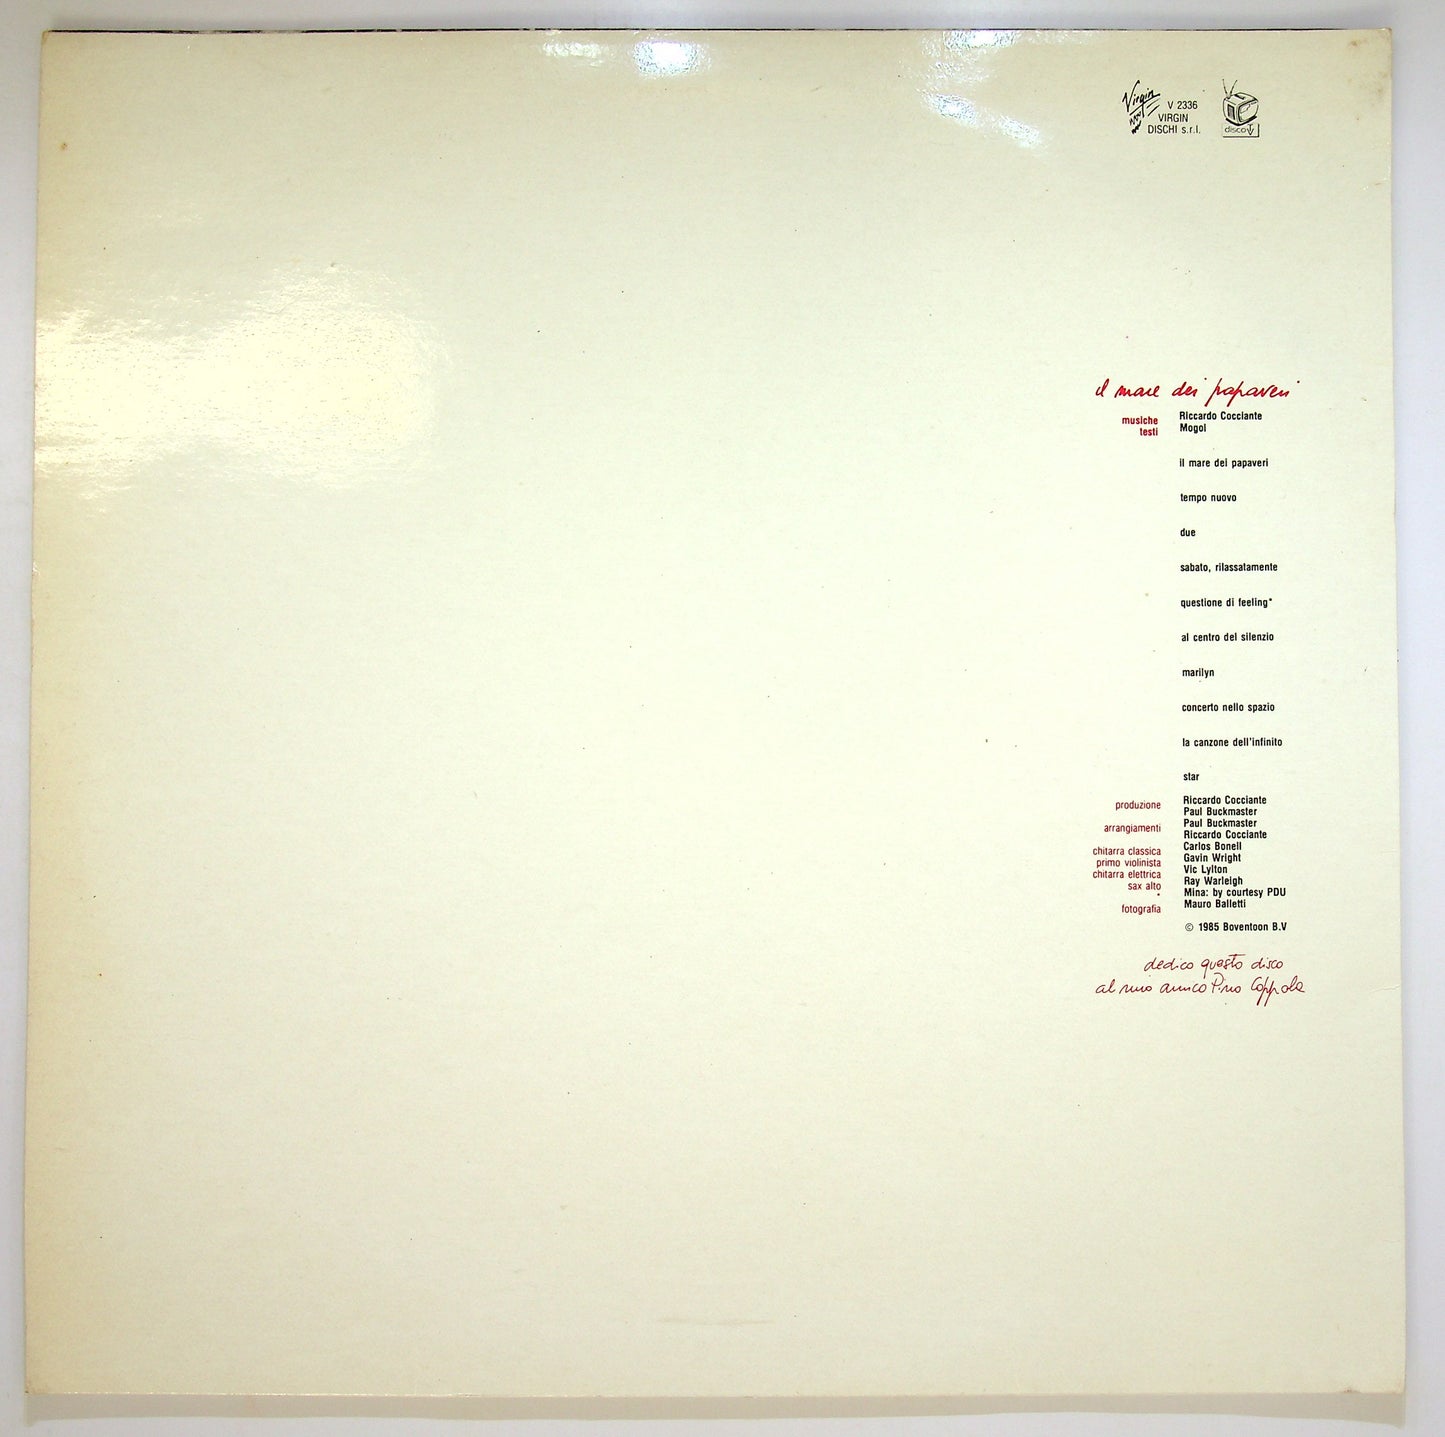 Virgin
V 2336
VIRGIN
DISCHI s.r.l.
discoTV
il mare dei papaveri
musiche Riccardo Cocciante
testi Mogol
il mare dei papaveri
tempo nuovo
due
sabato, rilassatamente
questione di feeling*
al centro del silenzio
marilyn
concerto nello spazio
la canzone dell'infinito
star
produzione Riccardo Cocciante
Paul Buckmaster
arrangiamenti Paul Buckmaster
Riccardo Cocciante
chitarra classica Carlos Bonell
primo violinista Gavin Wright
chitarra elettrica Vic Lylton
sax alto Ray Warleigh
* Mina: by courtesy PDU
fotografia Mauro Balletti
© 1985 Boventoon B.V
dedico questo disco
al mio amico Pino Coppola